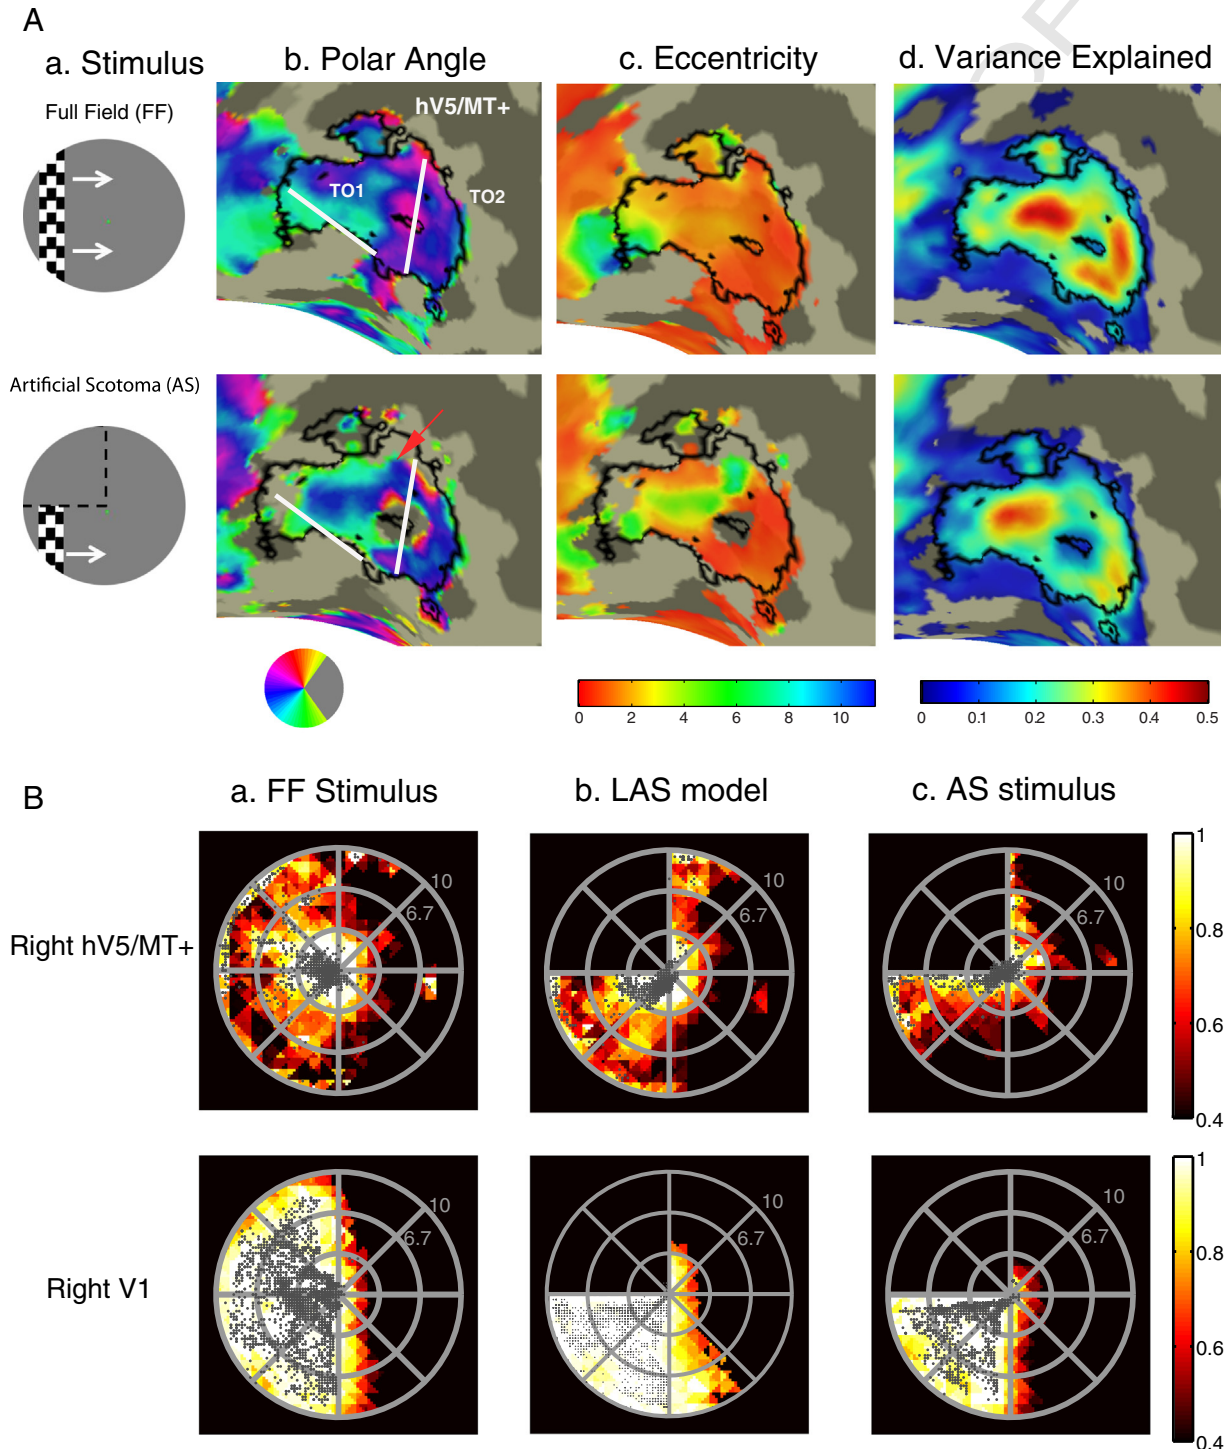 A
a. Stimulus
b. Polar Angle
c. Eccentricity
d. Variance Explained
Full Field (FF)
hV5/MT+
TO1
TO2
Artificial Scotoma (AS)
0 2 4 6 8 10
0 0.1 0.2 0.3 0.4 0.5
B
a. FF Stimulus
b. LAS model
c. AS stimulus
Right hV5/MT+
10
6.7
10
6.7
10
6.7
1
0.8
0.6
0.4
Right V1
10
6.7
10
6.7
10
6.7
1
0.8
0.6
0.4